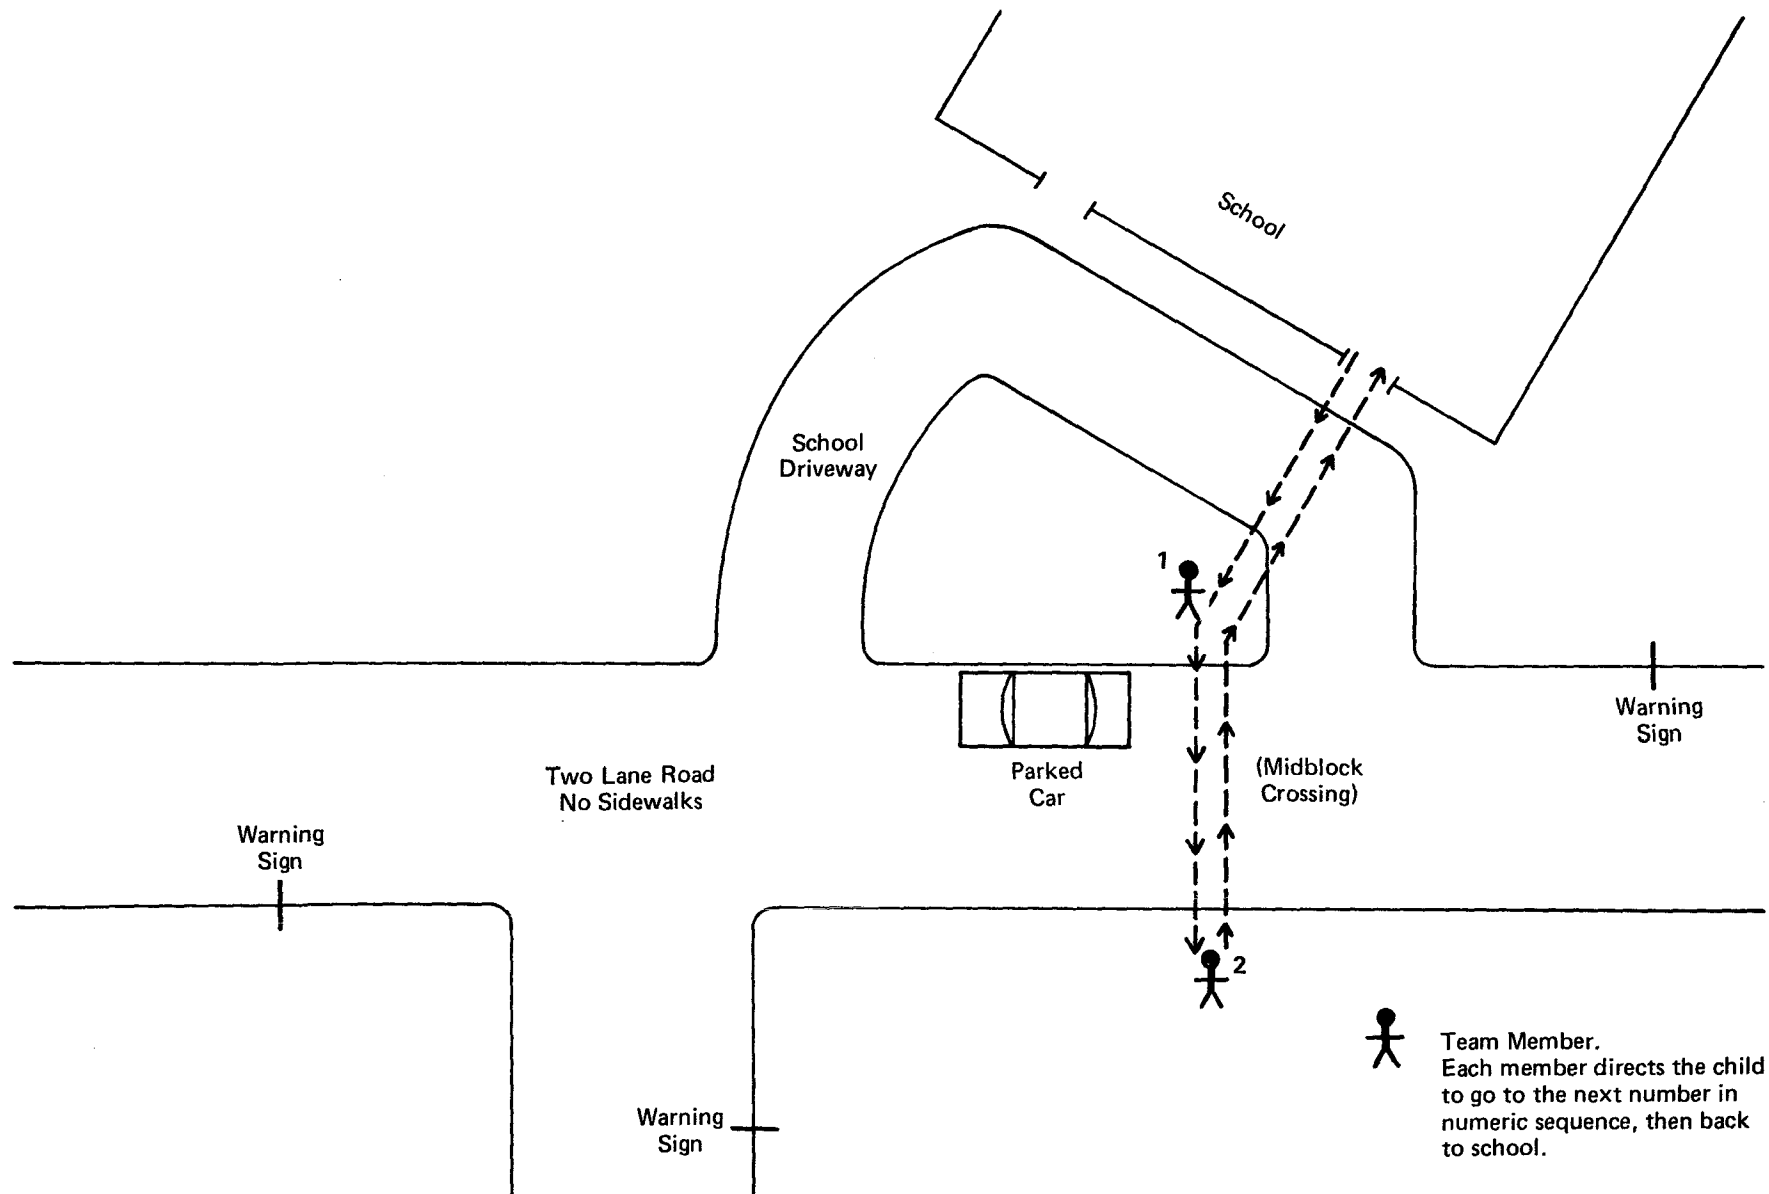 School
School
Driveway
1
Warning
Sign
Parked
Car
(Midblock
Crossing)
Two Lane Road
No Sidewalks
Warning
Sign
2
Team Member.
Each member directs the child
to go to the next number in
numeric sequence, then back
to school.
Warning
Sign